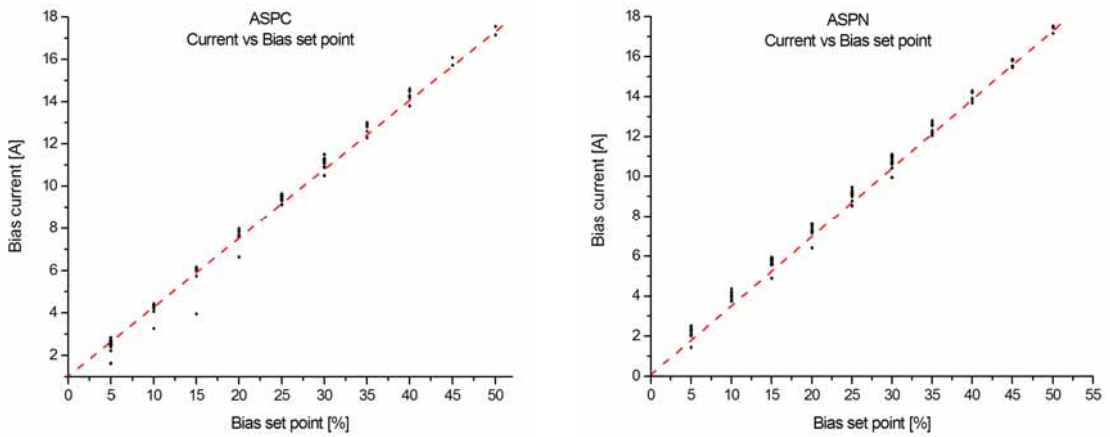 ASPC
Current vs Bias set point
Bias current [A]
18
16
14
12
10
8
6
4
2
0 5 10 15 20 25 30 35 40 45 50
Bias set point [%]
ASPN
Current vs Bias set point
Bias current [A]
18
16
14
12
10
8
6
4
2
0
0 5 10 15 20 25 30 35 40 45 50 55
Bias set point [%]